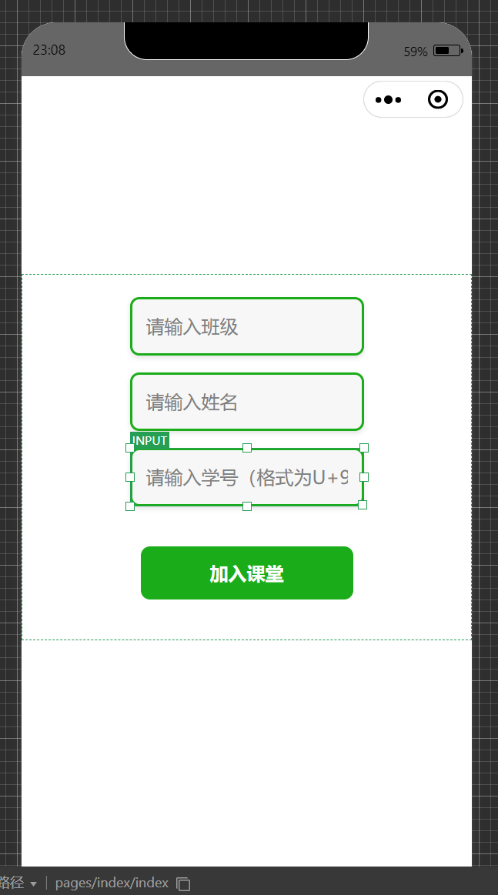 23:08
59%
请输入班级
请输入姓名
INPUT
请输入学号（格式为U+9
加入课堂
路径
pages/index/index